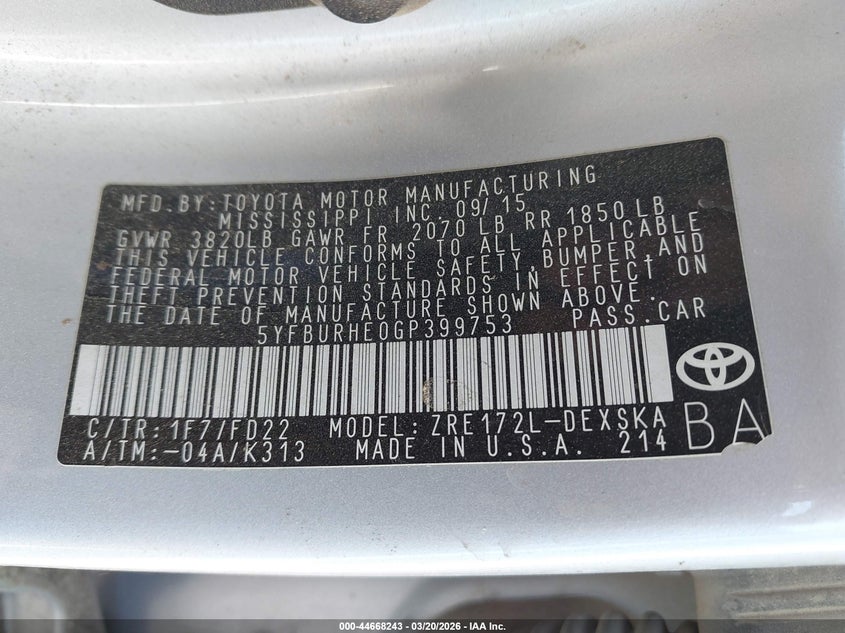 MFD. BY: TOYOTA MOTOR MANUFACTURING
MISSISSIPPI INC. 09/15
GVWR 3820LB GAWR FR 2070 LB RR 1850 LB
THIS VEHICLE CONFORMS TO ALL APPLICABLE
FEDERAL MOTOR VEHICLE SAFETY, BUMPER, AND
THEFT PREVENTION STANDARDS IN EFFECT ON
THE DATE OF MANUFACTURE SHOWN ABOVE.
5YFBURHE0GP399753 PASS. CAR
C/TR: 1F7/FD22 MODEL: ZRE172L-DEXSKA
A/TM: -04A/K313 MADE IN U.S.A. 214
BA
000-44668243 - 03/20/2026 - IAA Inc.